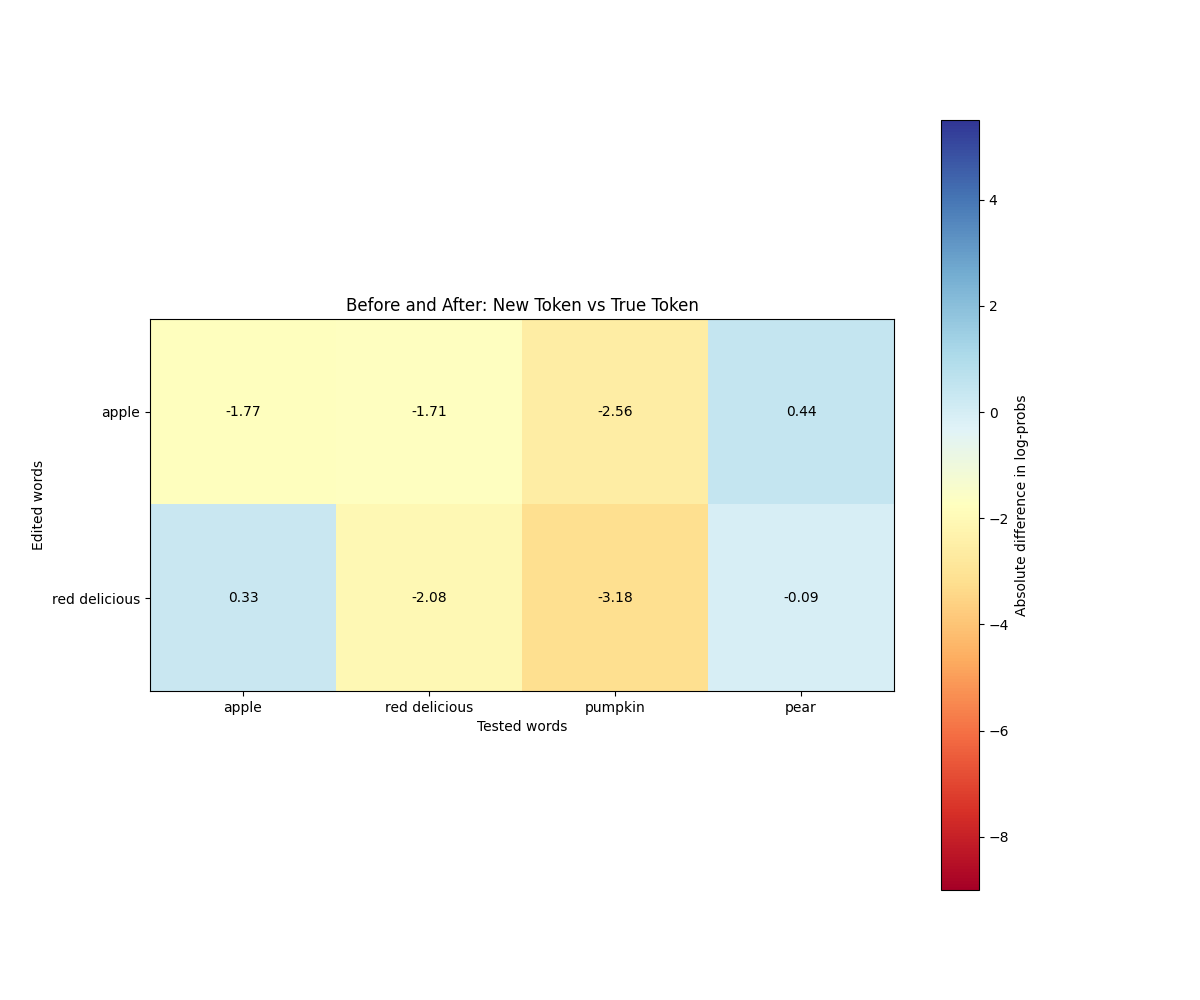 Before and After: New Token vs True Token
Edited words
apple
-1.77
-1.71
-2.56
0.44
red delicious
0.33
-2.08
-3.18
-0.09
apple
red delicious
pumpkin
pear
Tested words
4
2
0
−2
−4
−6
−8
Absolute difference in log-probs